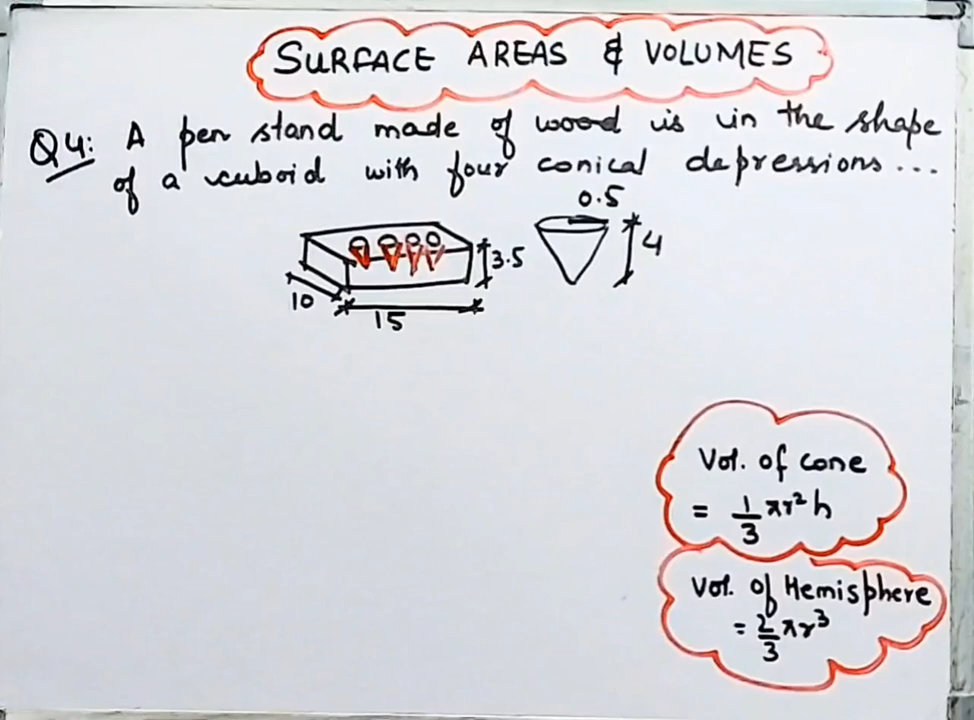 SURFACE AREAS & VOLUMES
Q4: A pen stand made of wood is in the shape
of a cuboid with four conical depressions...
0.5
3.5
4
10
15
Vol. of cone
= 1/3 πr²h
Vol. of Hemisphere
= 2/3 πr³